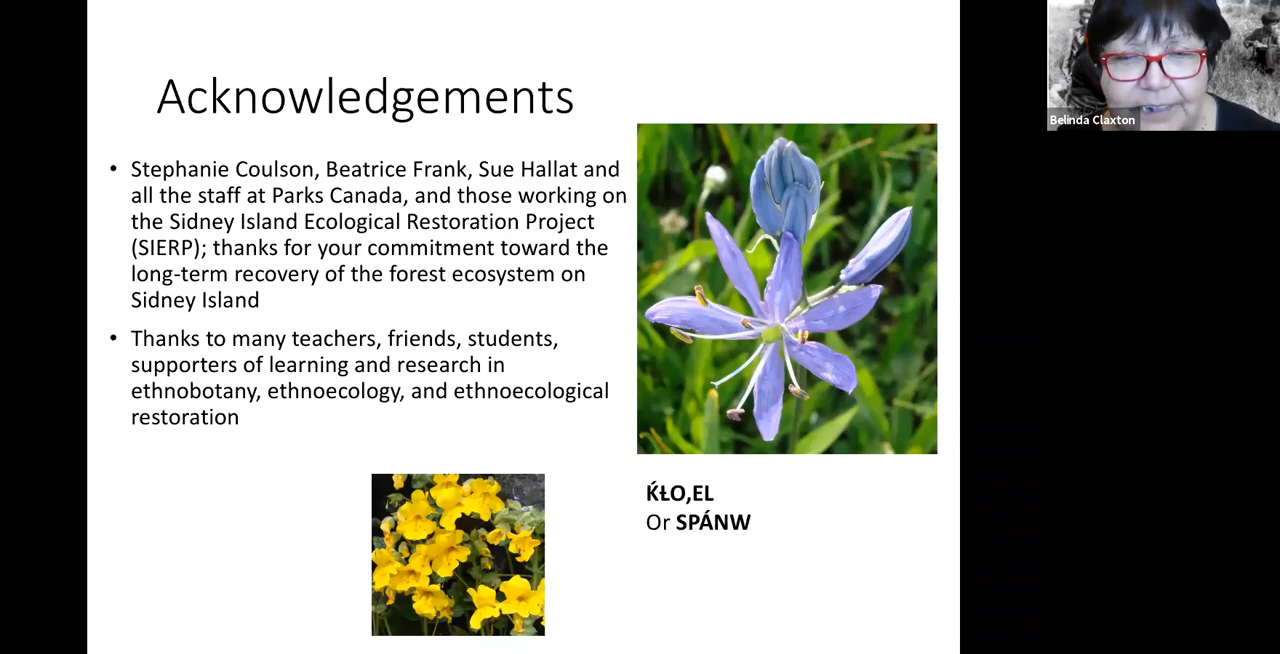 Acknowledgements
• Stephanie Coulson, Beatrice Frank, Sue Hallat and
all the staff at Parks Canada, and those working on
the Sidney Island Ecological Restoration Project
(SIERP); thanks for your commitment toward the
long-term recovery of the forest ecosystem on
Sidney Island
• Thanks to many teachers, friends, students,
supporters of learning and research in
ethnobotany, ethnoecology, and ethnoecological
restoration
ḰŁO,EL
Or SPÁNW
Belinda Claxton